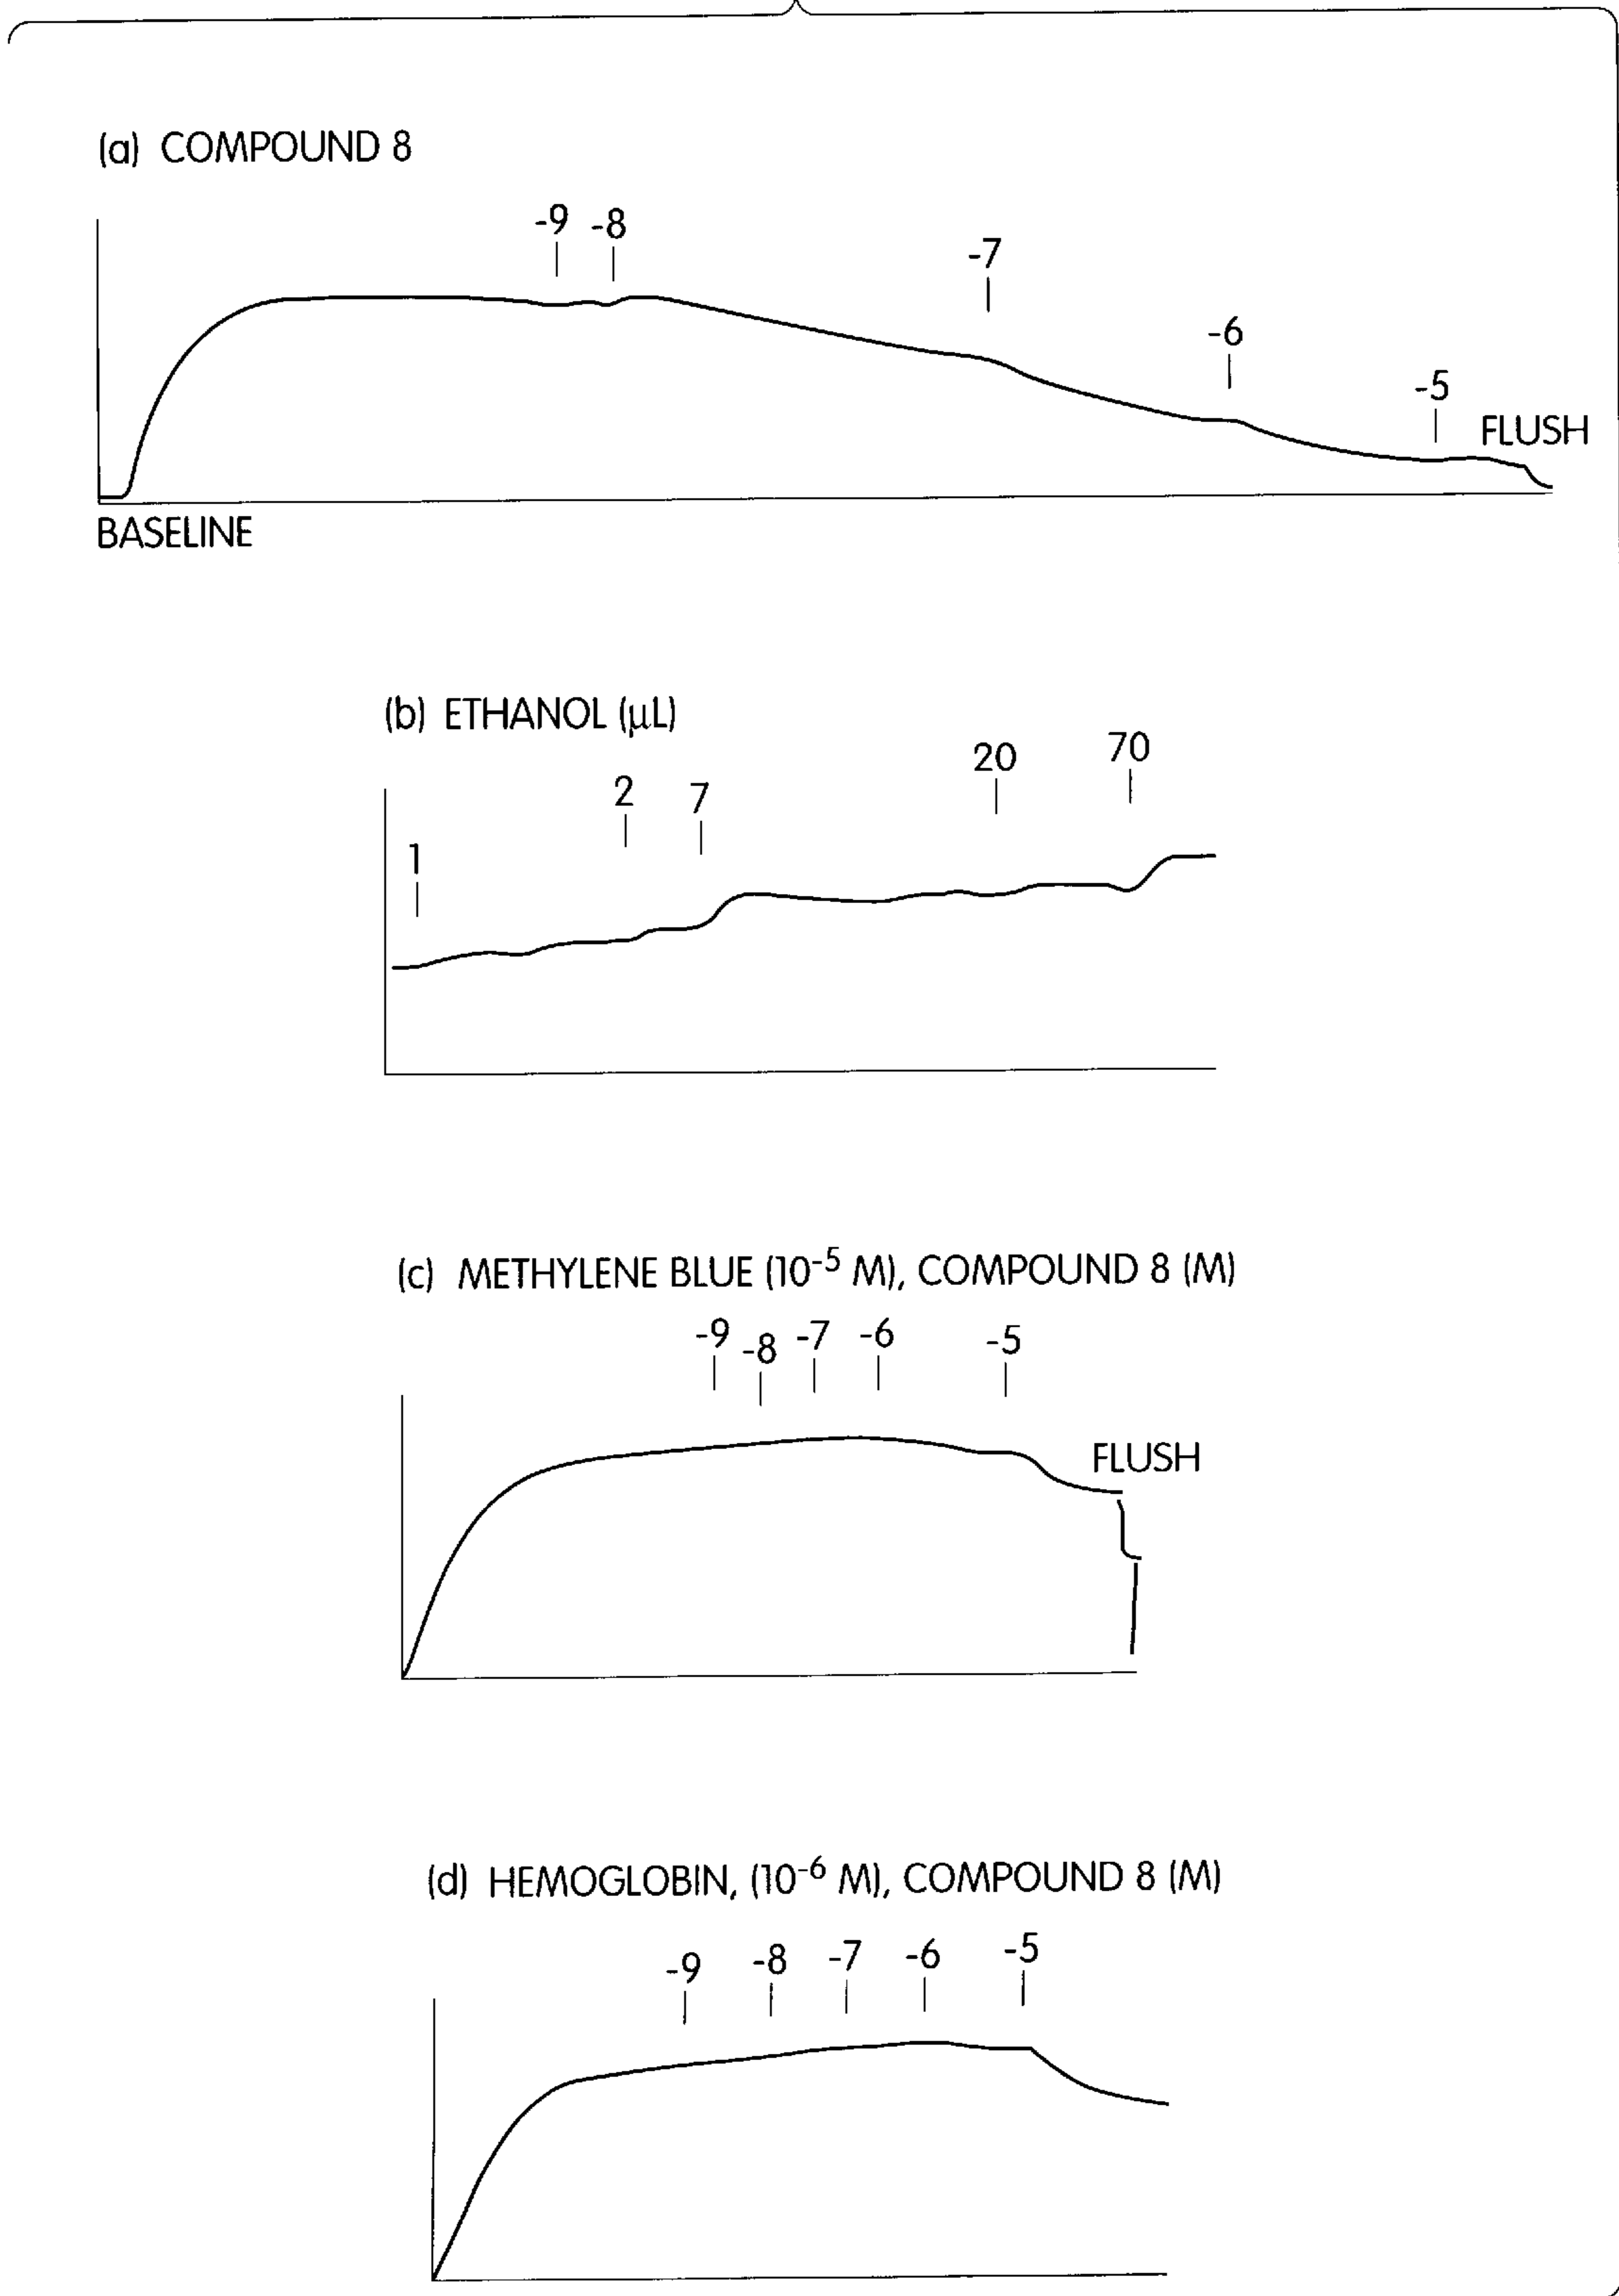 (a) COMPOUND 8
-9 -8 -7 -6 -5
FLUSH
BASELINE
(b) ETHANOL (µL)
1 2 7 20 70
(c) METHYLENE BLUE (10⁻⁵ M), COMPOUND 8 (M)
-9 -8 -7 -6 -5
FLUSH
(d) HEMOGLOBIN, (10⁻⁶ M), COMPOUND 8 (M)
-9 -8 -7 -6 -5